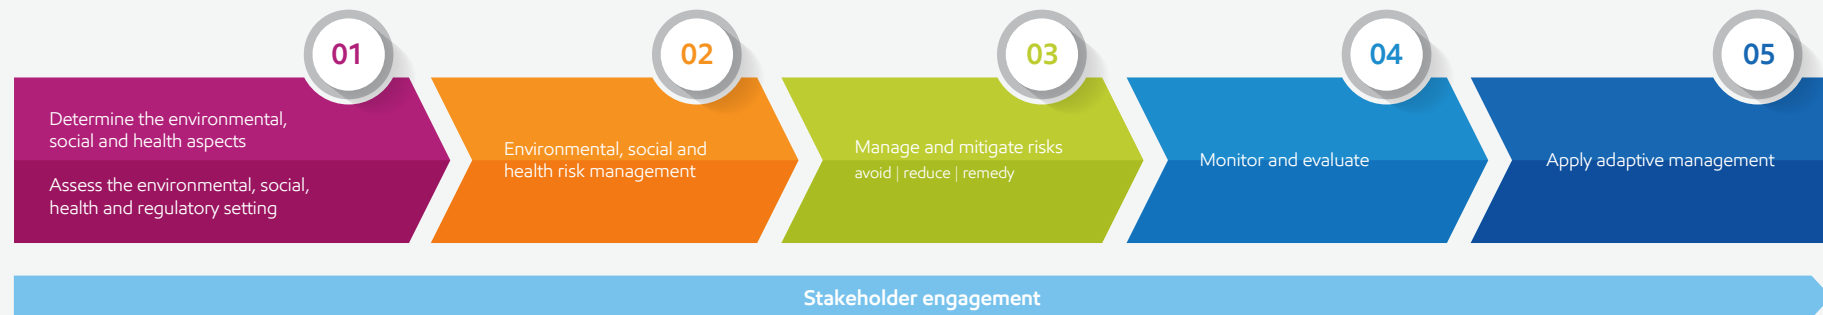 01
Determine the environmental,
social and health aspects
Assess the environmental, social,
health and regulatory setting
02
Environmental, social and
health risk management
03
Manage and mitigate risks
avoid | reduce | remedy
04
Monitor and evaluate
05
Apply adaptive management
Stakeholder engagement